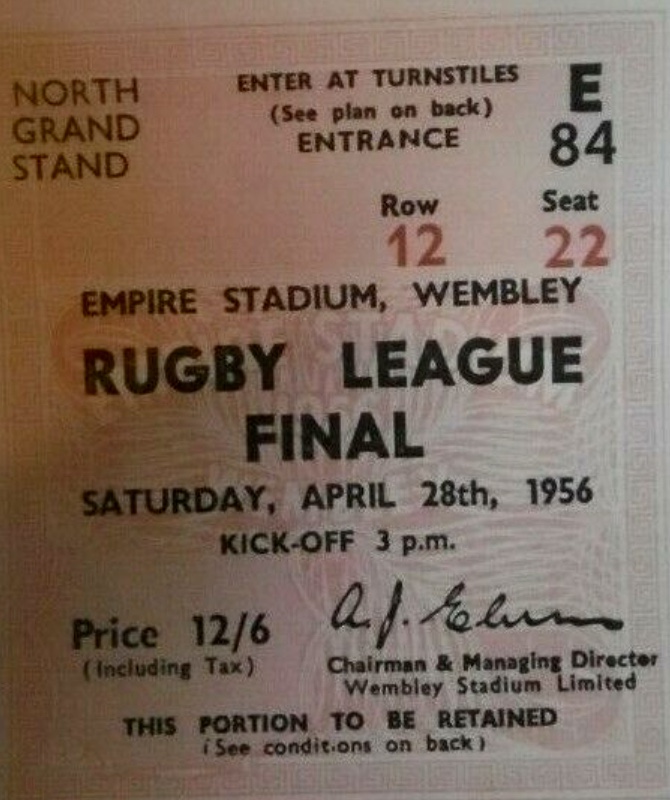 NORTH
GRAND
STAND
ENTER AT TURNSTILES
(See plan on back)
ENTRANCE
E
84
Row
12
Seat
22
EMPIRE STADIUM, WEMBLEY
RUGBY LEAGUE
FINAL
SATURDAY, APRIL 28th, 1956
KICK-OFF 3 p.m.
Price 12/6
(Including Tax)
A. J. Elvin
Chairman & Managing Director
Wembley Stadium Limited
THIS PORTION TO BE RETAINED
(See conditions on back)